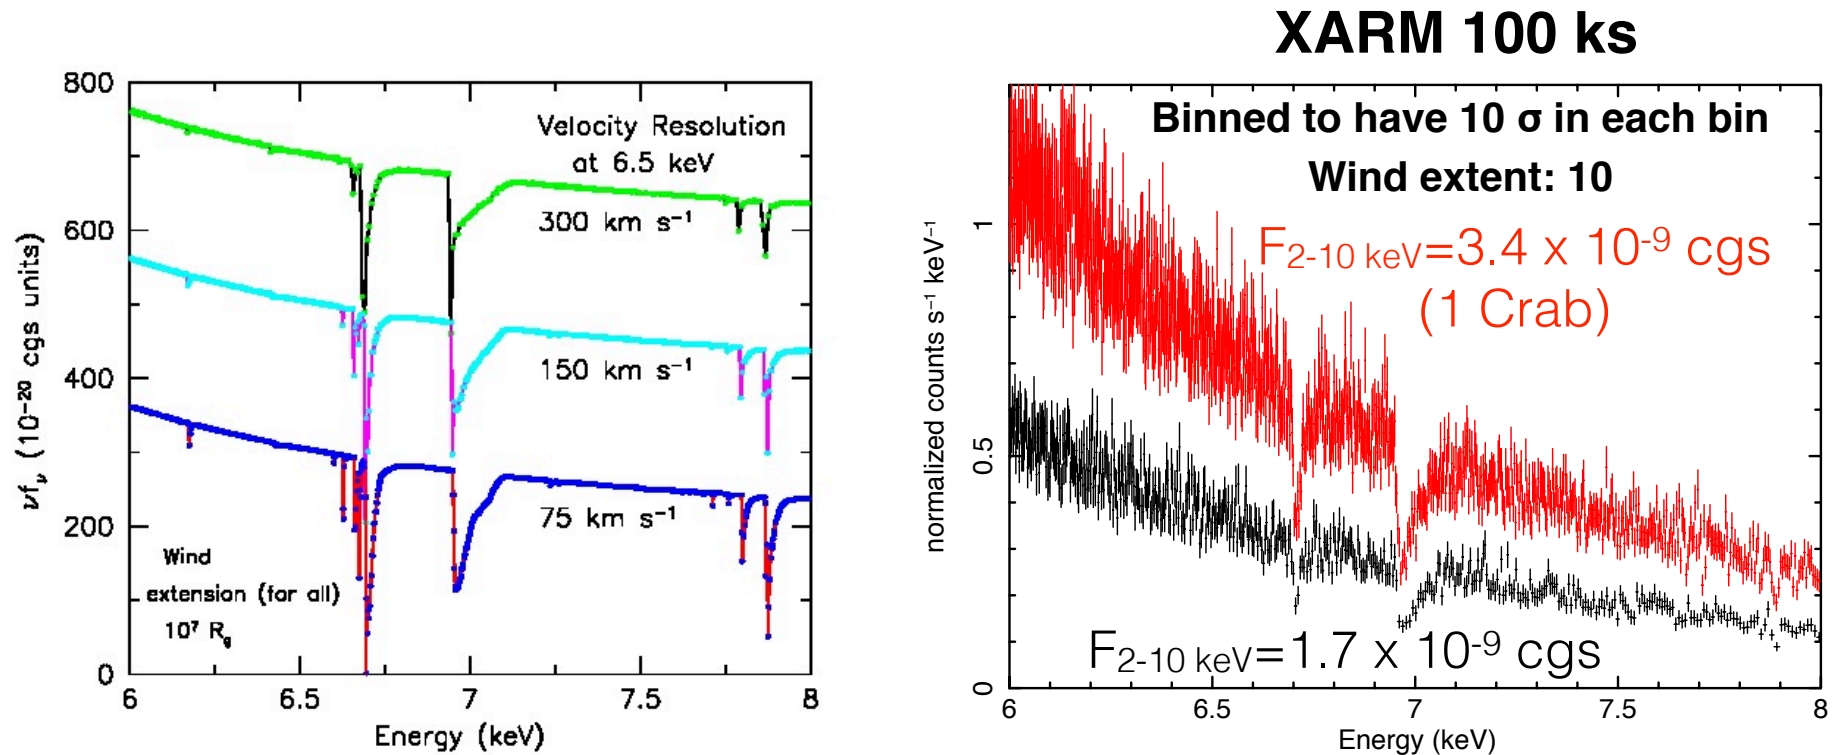 800
600
400
200
0
6
6.5
7
7.5
8
νfν (10⁻²⁰ cgs units)
Energy (keV)
Velocity Resolution
at 6.5 keV
300 km s⁻¹
150 km s⁻¹
75 km s⁻¹
Wind
extension (for all)
10⁷ Rg
XARM 100 ks
Binned to have 10 σ in each bin
Wind extent: 10
F2-10 keV=3.4 x 10⁻⁹ cgs
(1 Crab)
F2-10 keV=1.7 x 10⁻⁹ cgs
normalized counts s⁻¹ keV⁻¹
1
0.5
0
6
6.5
7
7.5
8
Energy (keV)